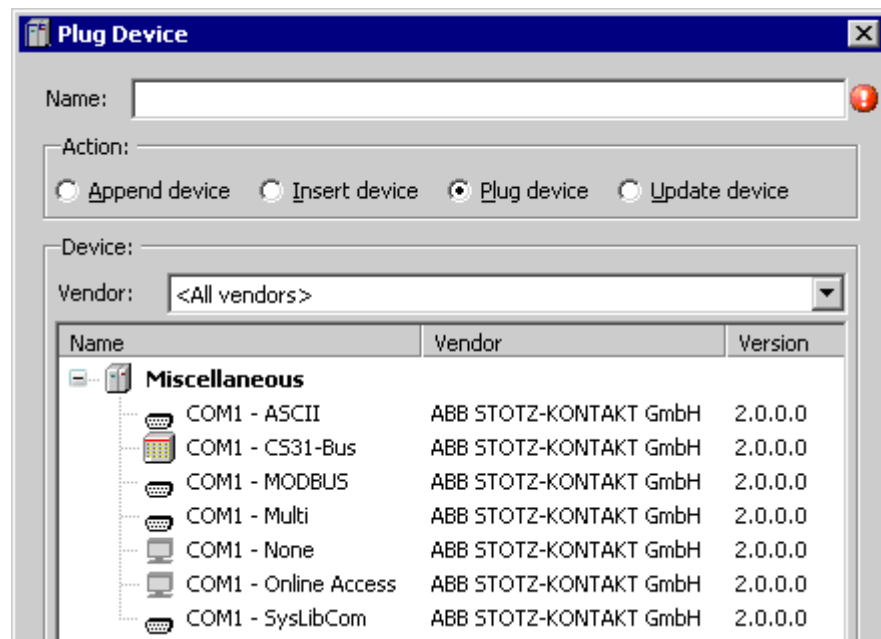 Plug Device
Name:
Action:
Append device Insert device Plug device Update device
Device:
Vendor: <All vendors>
Name Vendor Version
Miscellaneous
COM1 - ASCII ABB STOTZ-KONTAKT GmbH 2.0.0.0
COM1 - CS31-Bus ABB STOTZ-KONTAKT GmbH 2.0.0.0
COM1 - MODBUS ABB STOTZ-KONTAKT GmbH 2.0.0.0
COM1 - Multi ABB STOTZ-KONTAKT GmbH 2.0.0.0
COM1 - None ABB STOTZ-KONTAKT GmbH 2.0.0.0
COM1 - Online Access ABB STOTZ-KONTAKT GmbH 2.0.0.0
COM1 - SysLibCom ABB STOTZ-KONTAKT GmbH 2.0.0.0